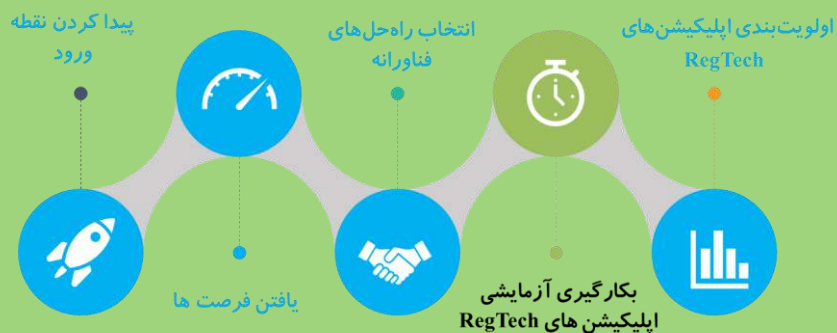 اولویت‌بندی اپلیکیشن‌های
RegTech
انتخاب راه‌حل‌های
فناورانه
پیدا کردن نقطه
ورود
بکارگیری آزمایشی
اپلیکیشن های RegTech
یافتن فرصت ها